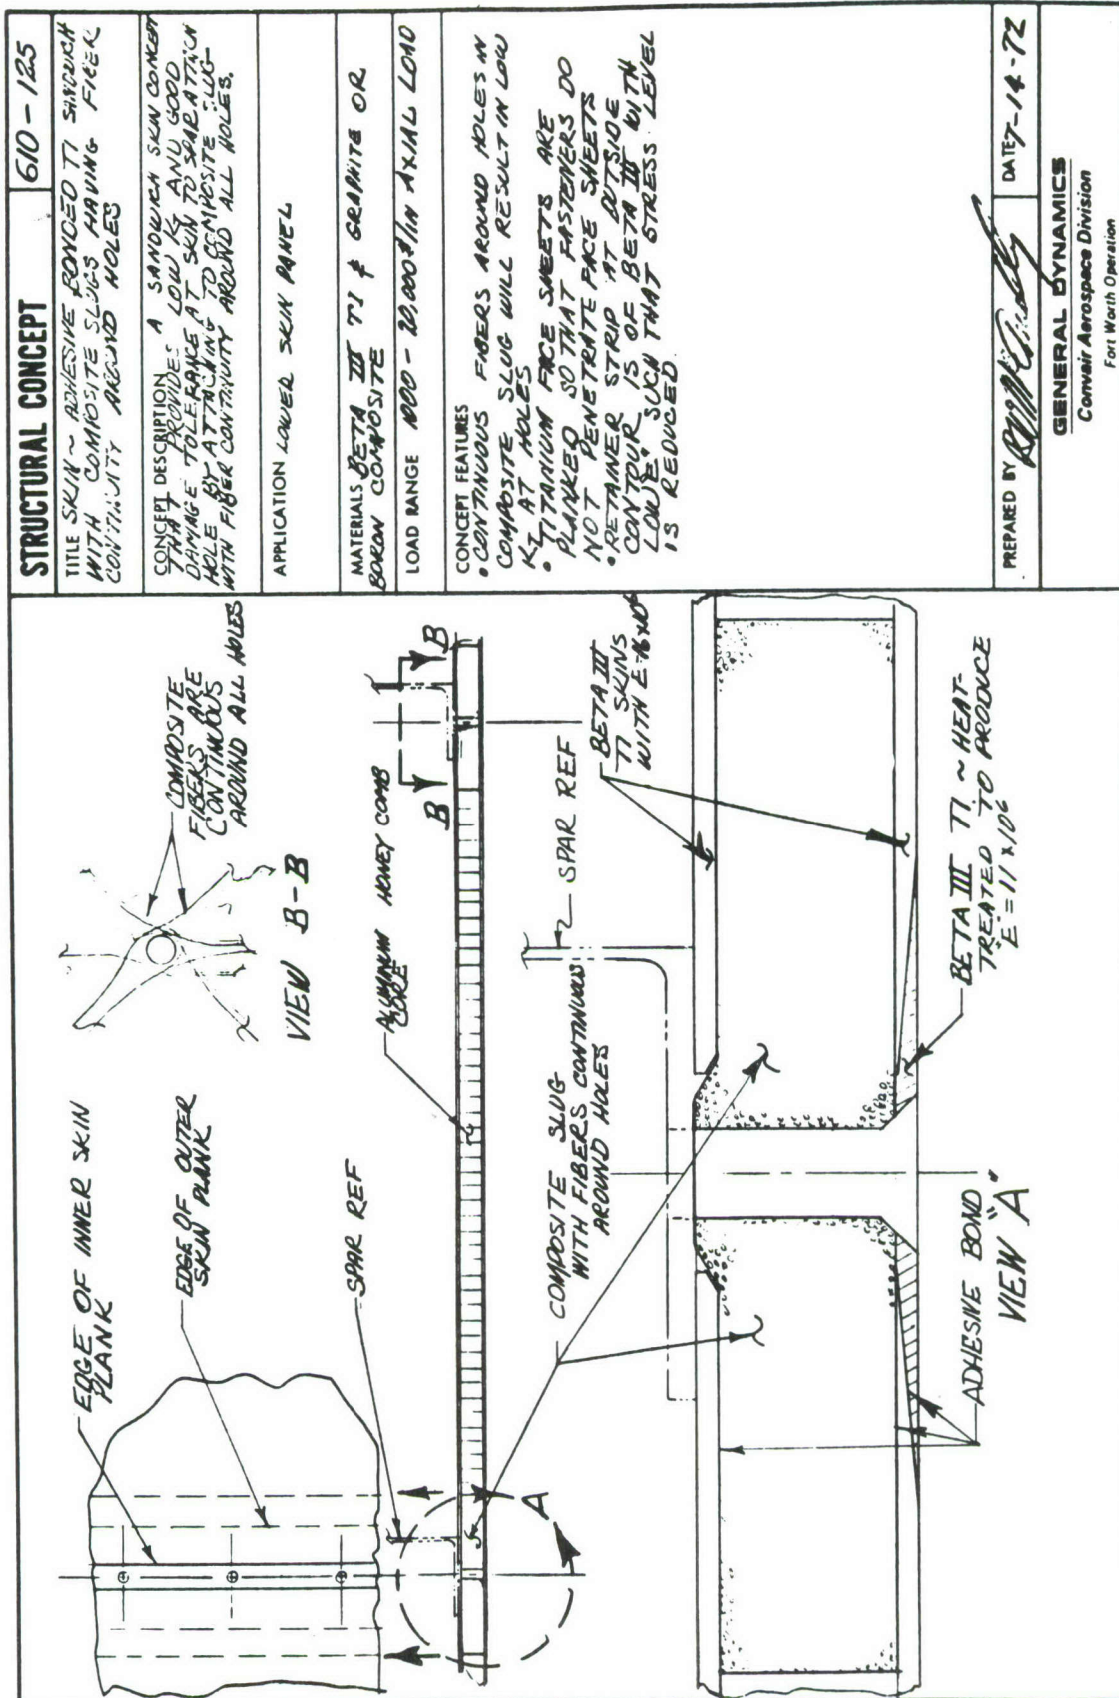 STRUCTURAL CONCEPT
610-125
TITLE SKIN ~ ADHESIVE BONDED TI SANDWICH
WITH COMPOSITE SLUGS HAVING FIBER
CONTINUITY AROUND HOLES
CONCEPT DESCRIPTION A SANDWICH SKIN CONCEPT
THAT PROVIDES LOW KT AND GOOD
DAMAGE TOLERANCE AT SKIN TO SPAR ATTACH
HOLE BY ATTACHING TO COMPOSITE SLUG
WITH FIBER CONTINUITY AROUND ALL HOLES.
APPLICATION LOWER SKIN PANEL
MATERIALS BETA III TI & GRAPHITE OR
BORON COMPOSITE
LOAD RANGE 1000 - 20,000 #/IN AXIAL LOAD
CONCEPT FEATURES
• CONTINUOUS FIBERS AROUND HOLES IN
COMPOSITE SLUG WILL RESULT IN LOW
KT AT HOLES
• TITANIUM FACE SHEETS ARE
PLANKED SO THAT FASTENERS DO
NOT PENETRATE FACE SHEETS
• RETAINER STRIP AT OUTSIDE
CONTOUR IS OF BETA III WITH
LOW "E" SUCH THAT STRESS LEVEL
IS REDUCED
PREPARED BY
DATE 7-14-72
GENERAL DYNAMICS
Convair Aerospace Division
Fort Worth Operation
EDGE OF INNER SKIN
PLANK
EDGE OF OUTER
SKIN PLANK
SPAR REF
COMPOSITE
FIBERS ARE
CONTINUOUS
AROUND ALL HOLES
VIEW B-B
ALUMINUM HONEY COMB
CORE
B
B
A
SPAR REF
BETA III
TI SKINS
WITH E=16 X10⁶
COMPOSITE SLUG
WITH FIBERS CONTINUOUS
AROUND HOLES
BETA III TI ~ HEAT-
TREATED TO PRODUCE
"E" = 11 X 10⁶
ADHESIVE BOND
VIEW "A"